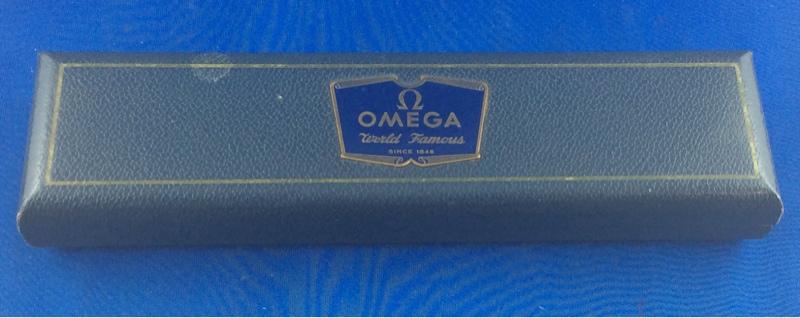 Ω
OMEGA
World Famous
SINCE 1848